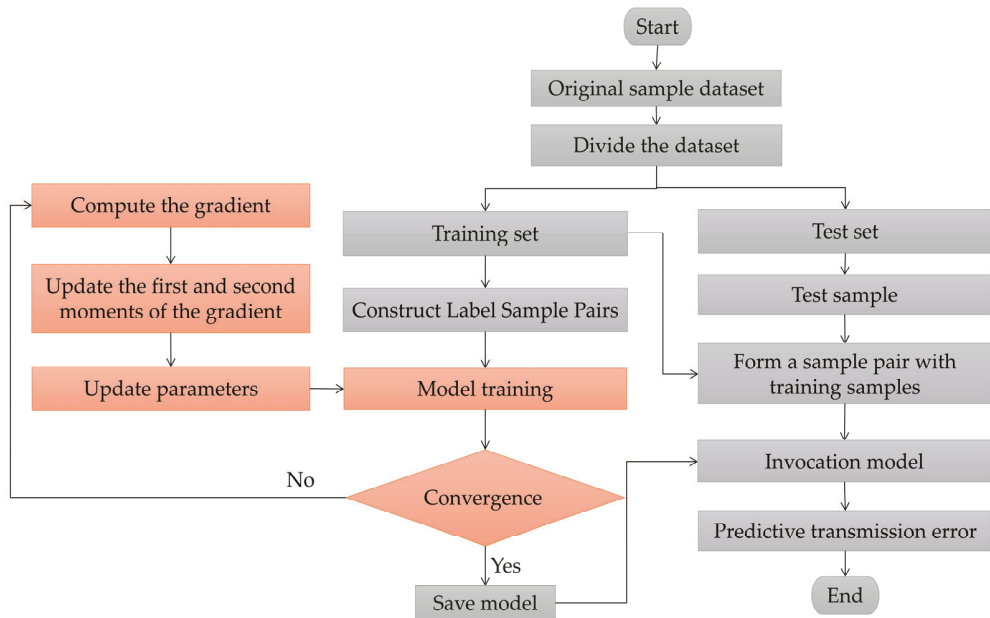 Start
Original sample dataset
Divide the dataset
Compute the gradient
Training set
Test set
Update the first and second
moments of the gradient
Construct Label Sample Pairs
Test sample
Update parameters
Model training
Form a sample pair with
training samples
No
Convergence
Invocation model
Yes
Predictive transmission error
Save model
End